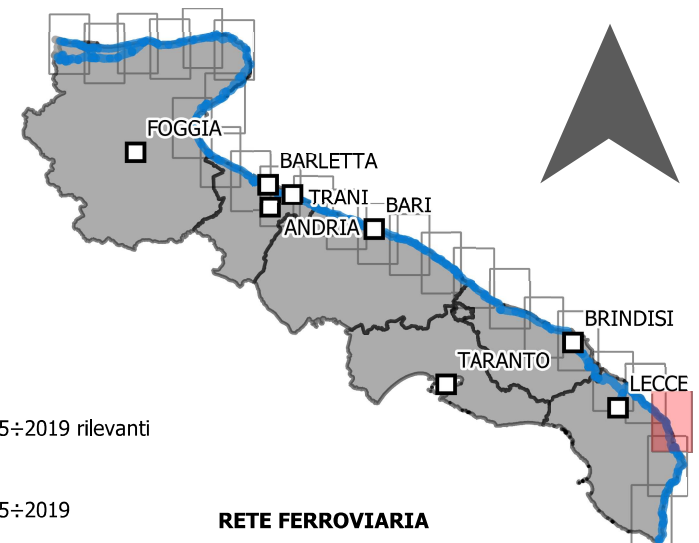 FOGGIA
BARLETTA
TRANI
BARI
ANDRIA
BRINDISI
TARANTO
LECCE
5÷2019 rilevanti
5÷2019
RETE FERROVIARIA